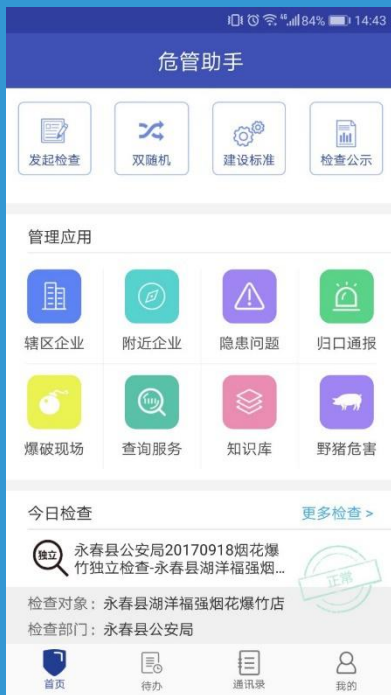 84% 14:43
危管助手
发起检查 双随机 建设标准 检查公示
管理应用
辖区企业 附近企业 隐患问题 归口通报
爆破现场 查询服务 知识库 野猪危害
今日检查 更多检查 >
独立 永春县公安局20170918烟花爆
竹独立检查-永春县湖洋福强烟...
正常
检查对象：永春县湖洋福强烟花爆竹店
检查部门：永春县公安局
首页 待办 通讯录 我的